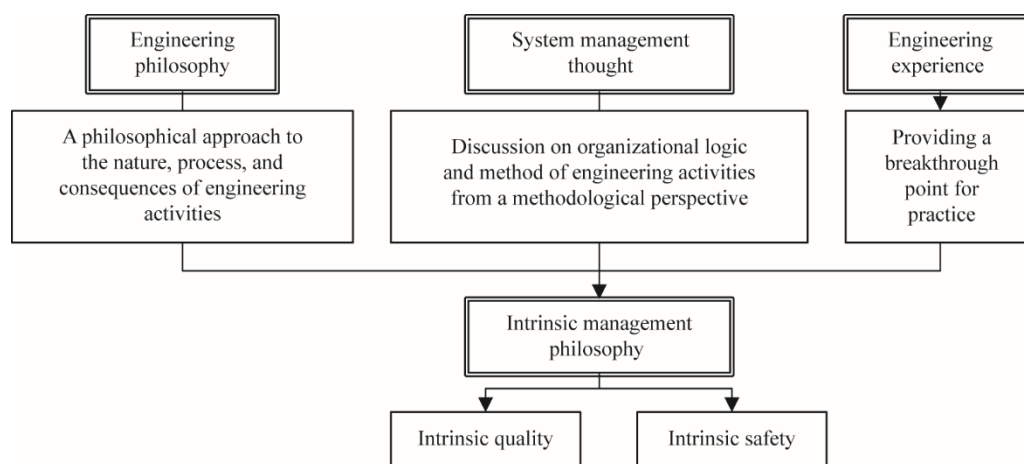 Engineering
philosophy
System management
thought
Engineering
experience
A philosophical approach to
the nature, process, and
consequences of engineering
activities
Discussion on organizational logic
and method of engineering activities
from a methodological perspective
Providing a
breakthrough
point for
practice
Intrinsic management
philosophy
Intrinsic quality
Intrinsic safety